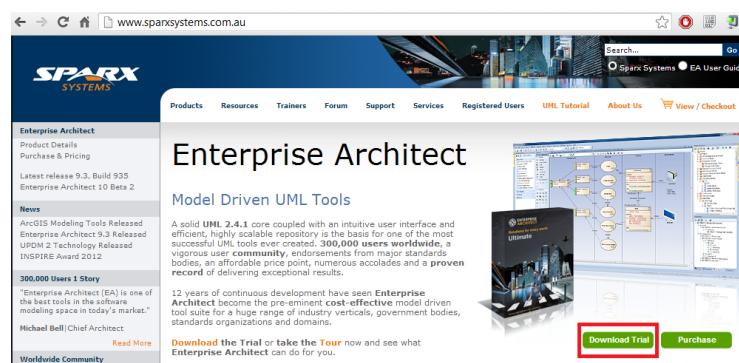 www.sparxsystems.com.au
Search...
Go
Sparx Systems
EA User Guid
SPARX
SYSTEMS
Products
Resources
Trainers
Forum
Support
Services
Registered Users
UML Tutorial
About Us
View / Checkout
Enterprise Architect
Product Details
Purchase & Pricing
Latest release 9.3, Build 935
Enterprise Architect 10 Beta 2
News
ArcGIS Modeling Tools Released
Enterprise Architect 9.3 Released
UPDM 2 Technology Released
INSPIRE Award 2012
300,000 Users 1 Story
"Enterprise Architect (EA) is one of
the best tools in the software
modeling space in today's market."
Michael Bell|Chief Architect
Read More
Worldwide Community
Enterprise Architect
Model Driven UML Tools
A solid UML 2.4.1 core coupled with an intuitive user interface and
efficient, highly scalable repository is the basis for one of the most
successful UML tools ever created. 300,000 users worldwide, a
vigorous user community, endorsements from major standards
bodies, an affordable price point, numerous accolades and a proven
record of delivering exceptional results.
12 years of continuous development have seen Enterprise
Architect become the pre-eminent cost-effective model driven
tool suite for a huge range of industry verticals, government bodies,
standards organizations and domains.
Download the Trial or take the Tour now and see what
Enterprise Architect can do for you.
ENTERPRISE
ARCHITECT
Ultimate
Download Trial
Purchase